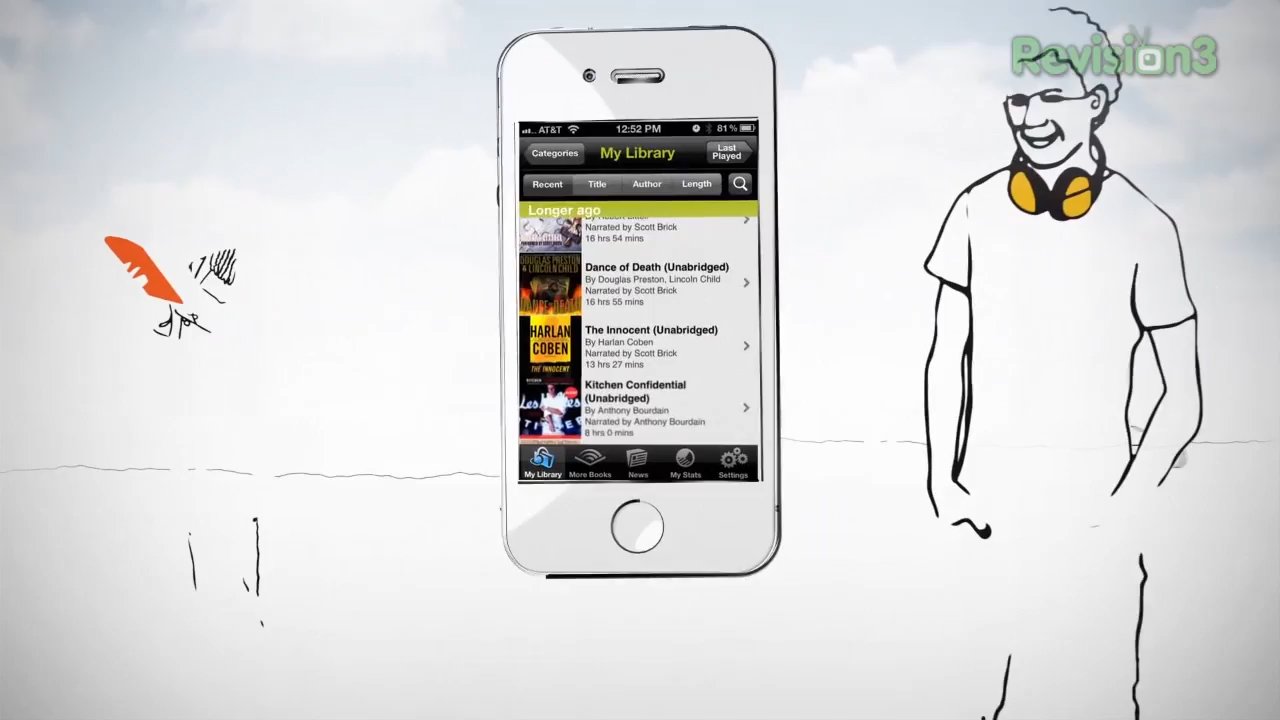 Revision3
AT&T 12:52 PM 81%
Categories My Library Last Played
Recent Title Author Length
Longer ago
Narrated by Scott Brick
16 hrs 54 mins
DOUGLAS PRESTON
& LINCOLN CHILD
DANCE OF DEATH
Dance of Death (Unabridged)
By Douglas Preston, Lincoln Child
Narrated by Scott Brick
16 hrs 55 mins
HARLAN
COBEN
THE INNOCENT
The Innocent (Unabridged)
By Harlan Coben
Narrated by Scott Brick
13 hrs 27 mins
Kitchen Confidential
(Unabridged)
By Anthony Bourdain
Narrated by Anthony Bourdain
8 hrs 0 mins
My Library More Books News My Stats Settings